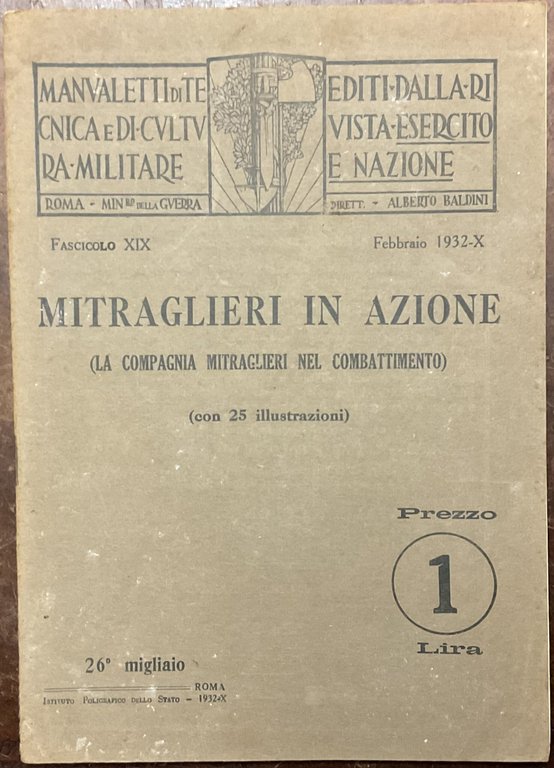 MANVALETTI DI TE
CNICA E DI·CVLTV
RA·MILITARE
ROMA - MIN RO DELLA GVERRA
EDITI·DALLA·RI
VISTA·ESERCITO
E NAZIONE
DIRETT. - ALBERTO BALDINI
FASCICOLO XIX
Febbraio 1932-X
MITRAGLIERI IN AZIONE
(LA COMPAGNIA MITRAGLIERI NEL COMBATTIMENTO)
(con 25 illustrazioni)
Prezzo
1
Lira
26º migliaio
ROMA
ISTITUTO POLIGRAFICO DELLO STATO - 1932-X